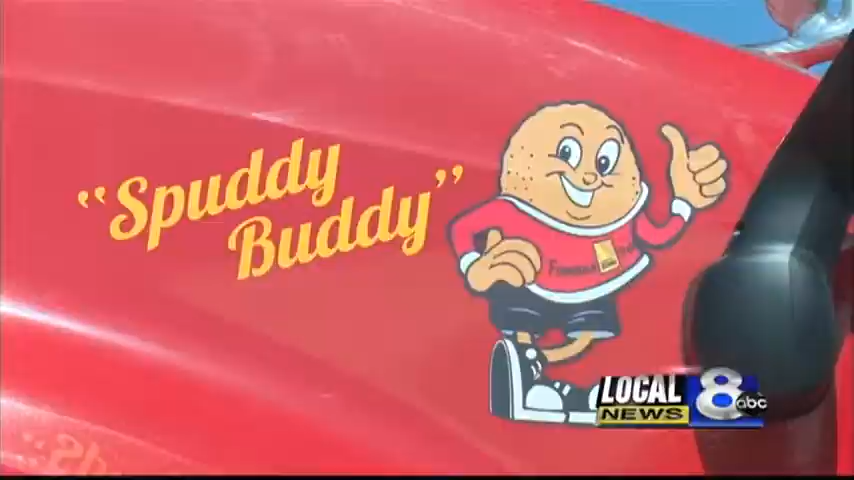 “Spuddy
Buddy”
LOCAL
NEWS
8
abc